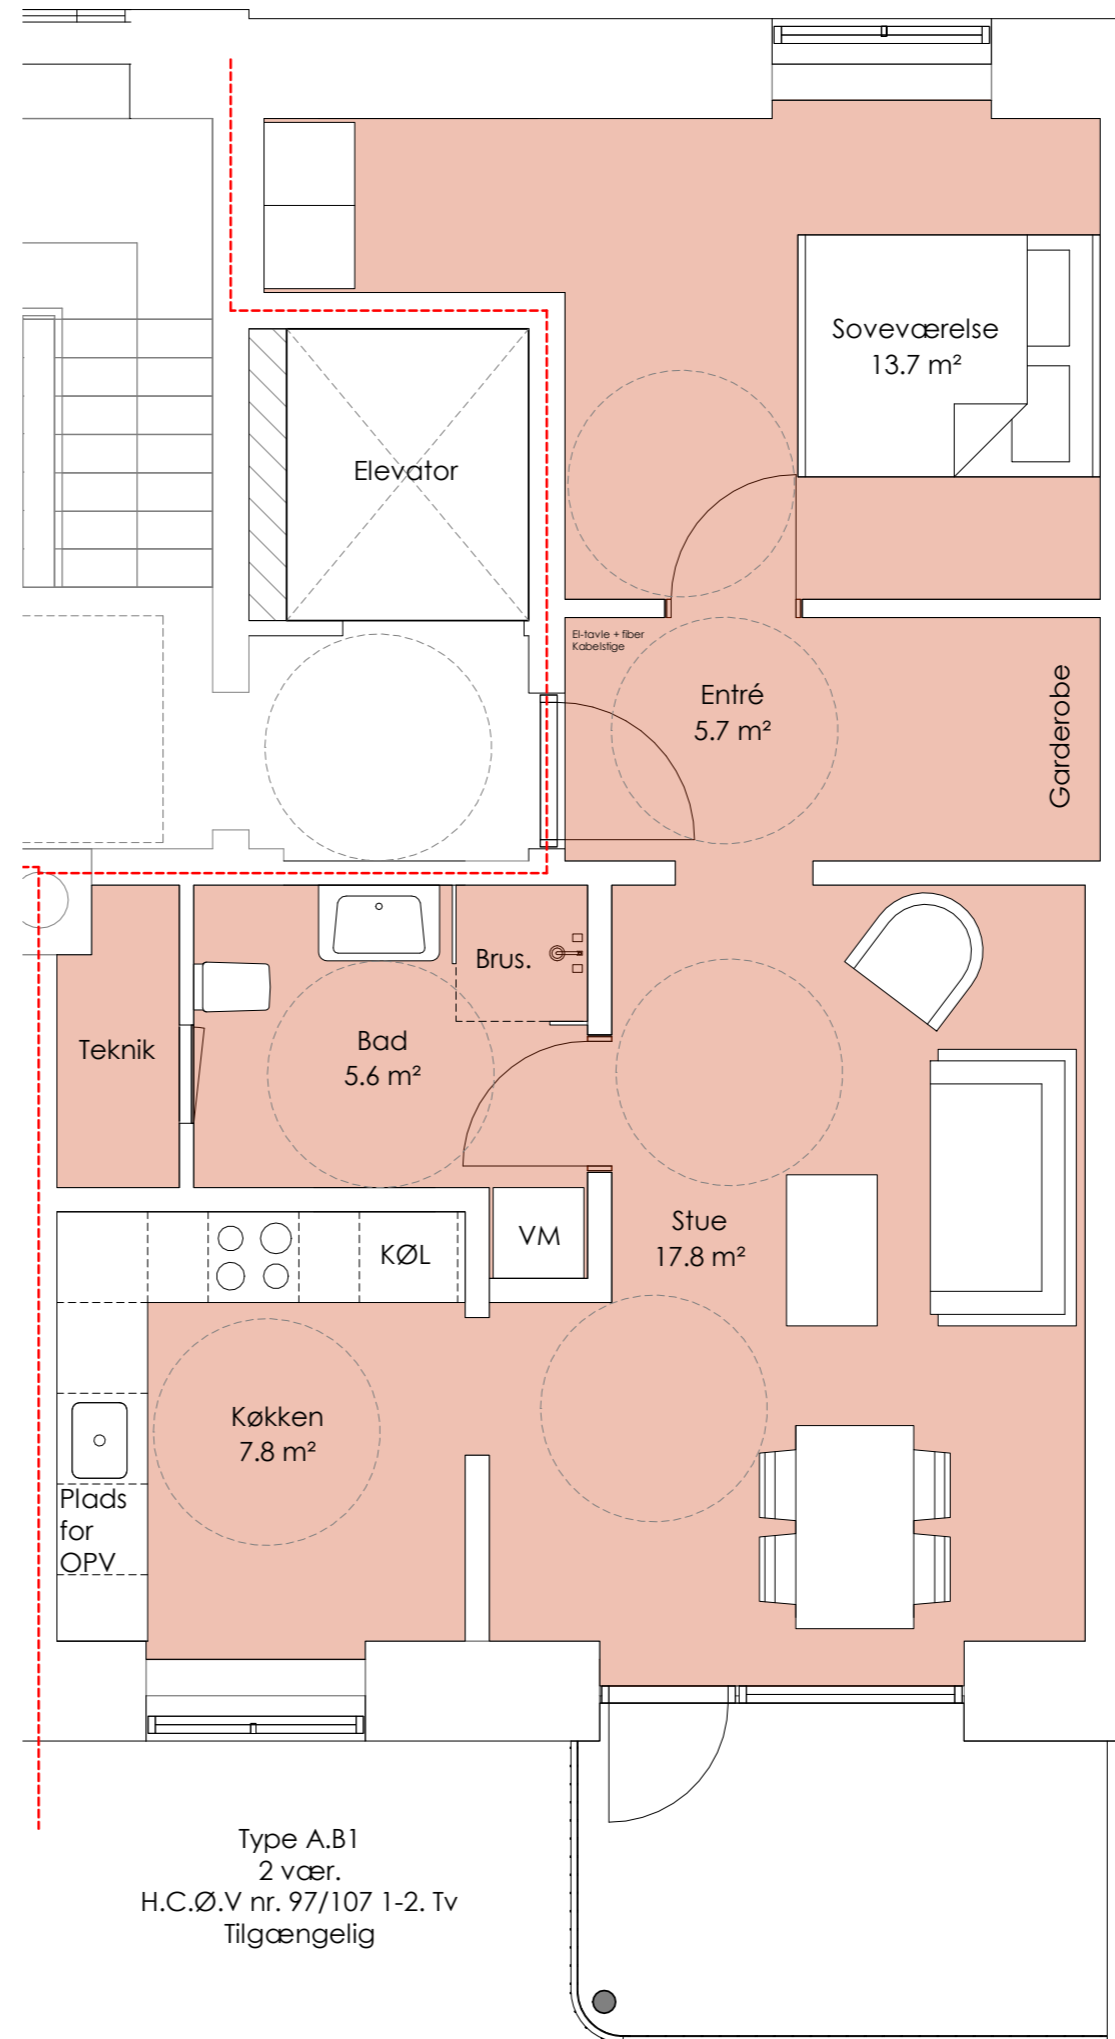 Soveværelse
13.7 m²
Elevator
El-tavle + fiber
Kabelstige
Entré
5.7 m²
Garderobe
Brus.
Teknik
Bad
5.6 m²
VM
Stue
17.8 m²
KØL
Køkken
7.8 m²
Plads
for
OPV
Type A.B1
2 vær.
H.C.Ø.V nr. 97/107 1-2. Tv
Tilgængelig